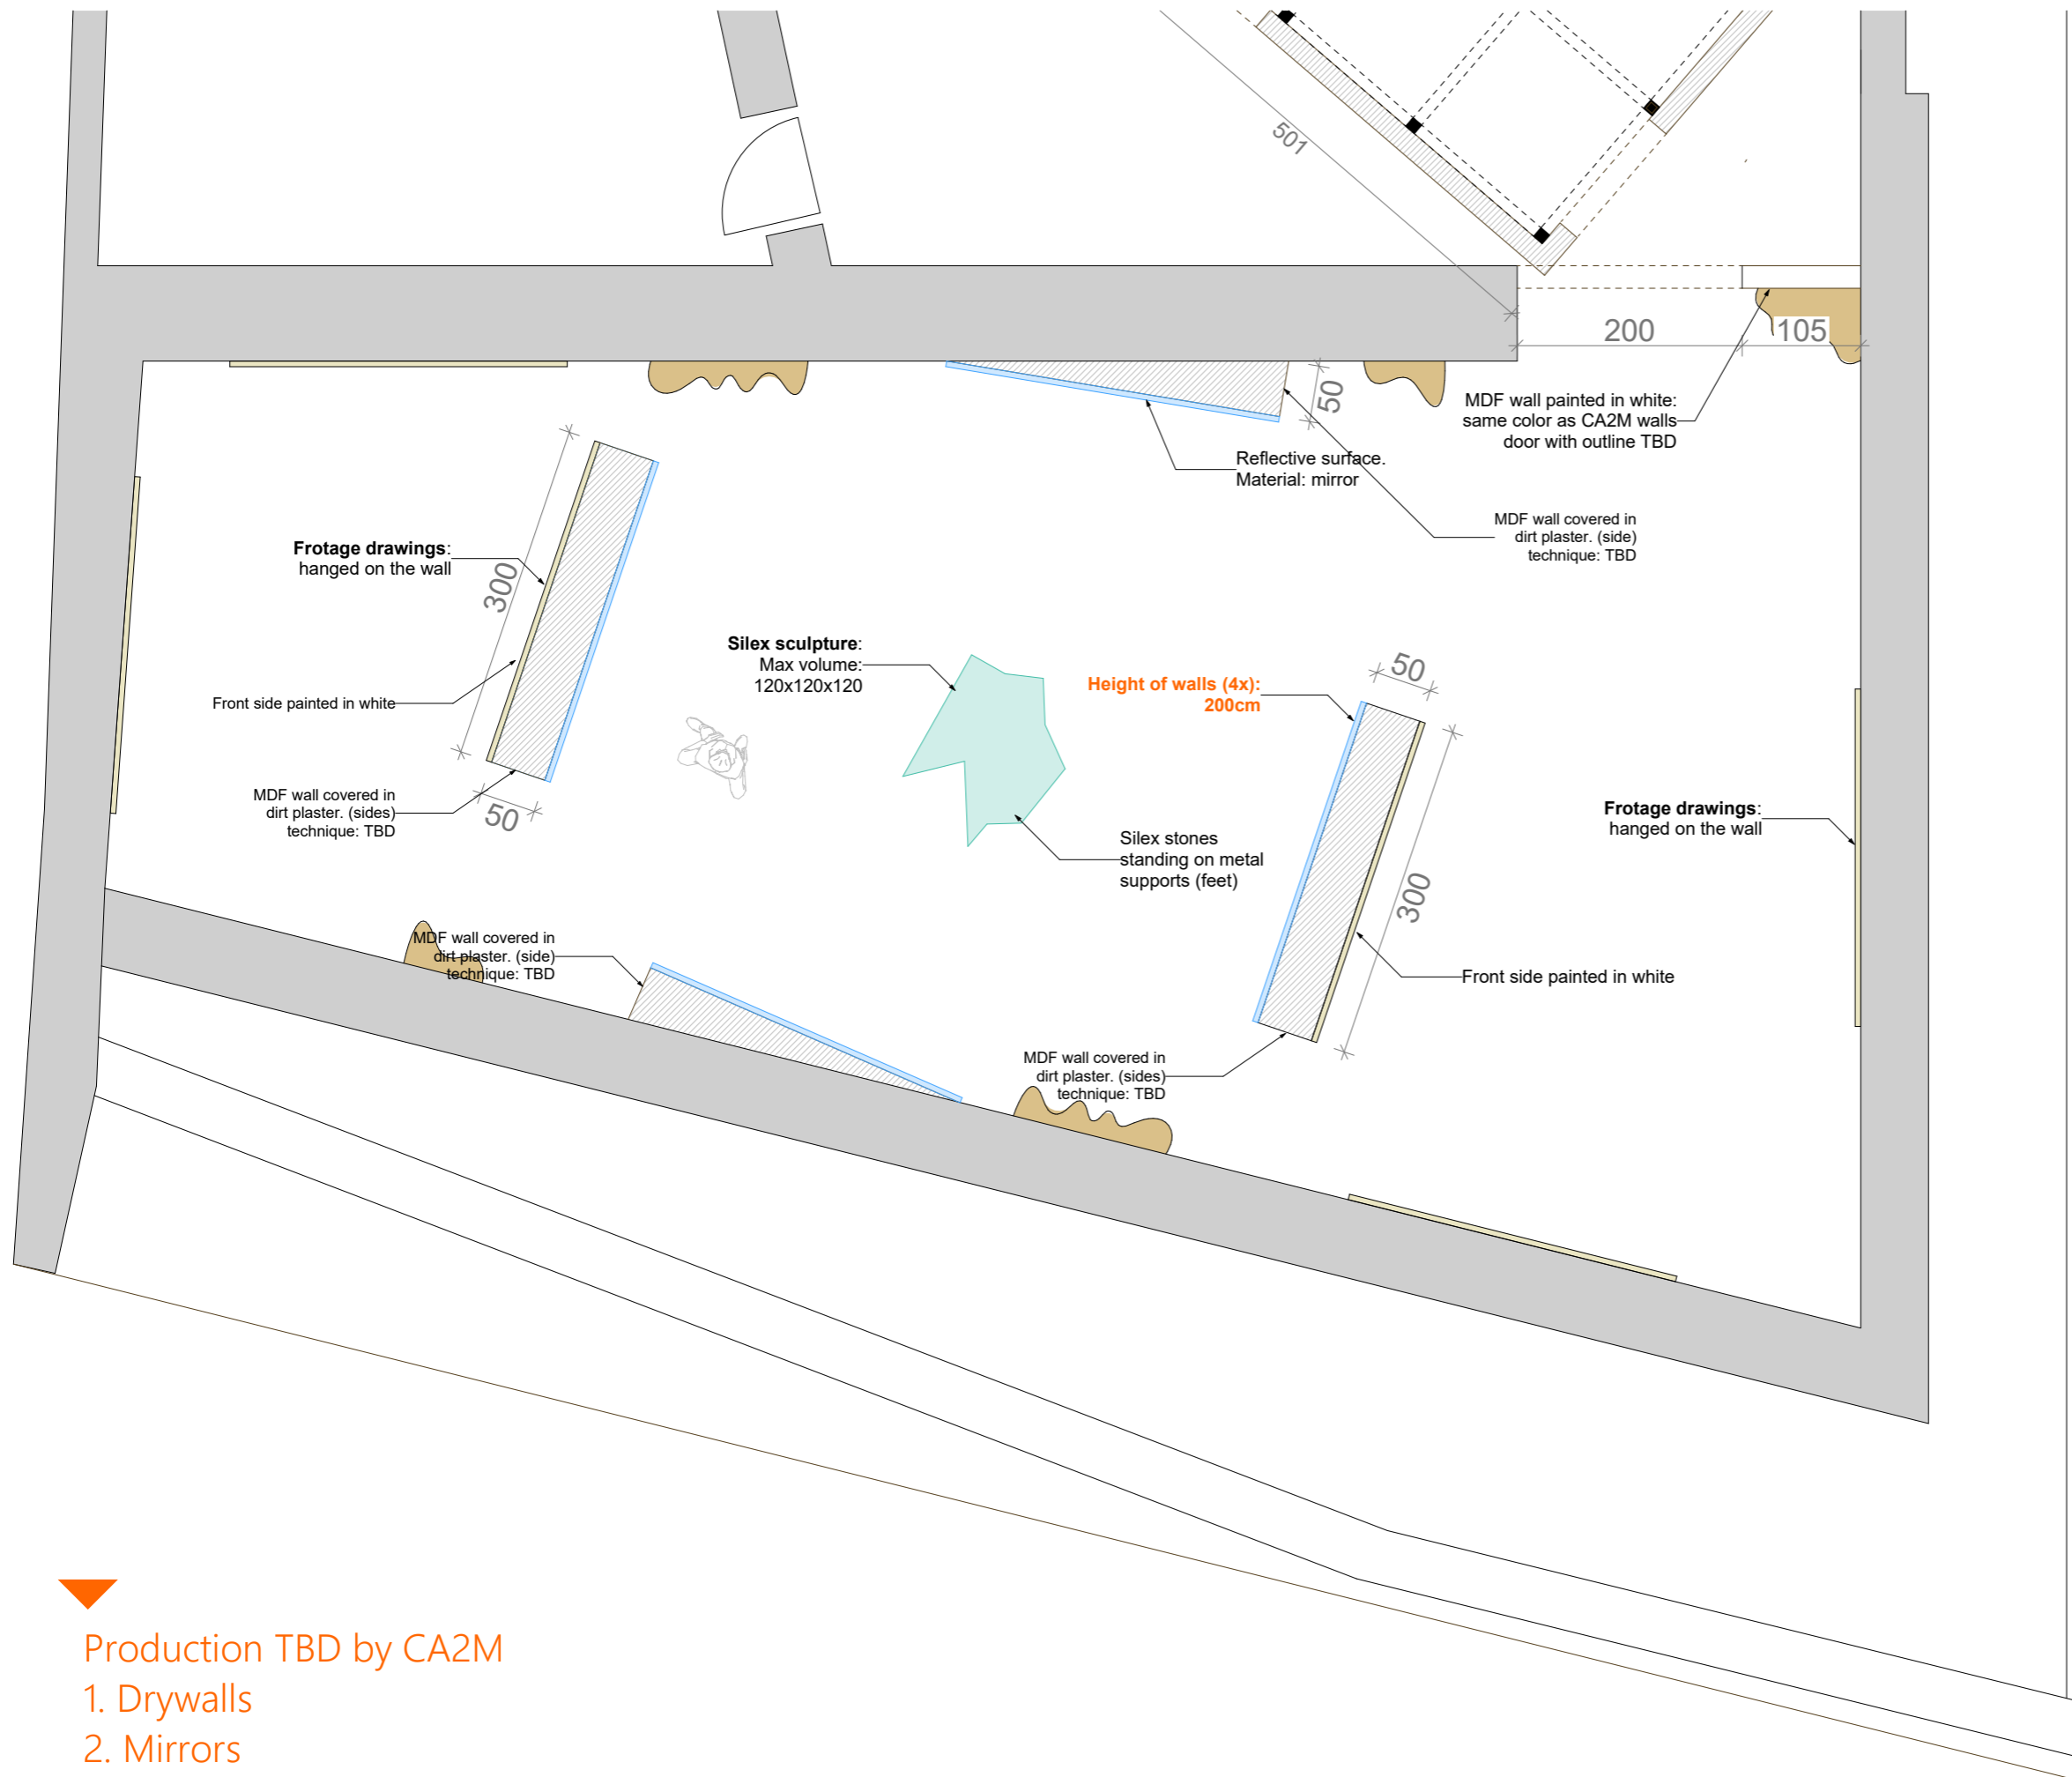 501
200
105
50
MDF wall painted in white:
same color as CA2M walls
door with outline TBD
Reflective surface.
Material: mirror
MDF wall covered in
dirt plaster. (side)
technique: TBD
Frotage drawings:
hanged on the wall
300
Front side painted in white
MDF wall covered in
dirt plaster. (sides)
technique: TBD
50
Silex sculpture:
Max volume:
120x120x120
Height of walls (4x):
200cm
50
Silex stones
standing on metal
supports (feet)
300
Frotage drawings:
hanged on the wall
Front side painted in white
MDF wall covered in
dirt plaster. (side)
technique: TBD
MDF wall covered in
dirt plaster. (sides)
technique: TBD
Production TBD by CA2M
1. Drywalls
2. Mirrors